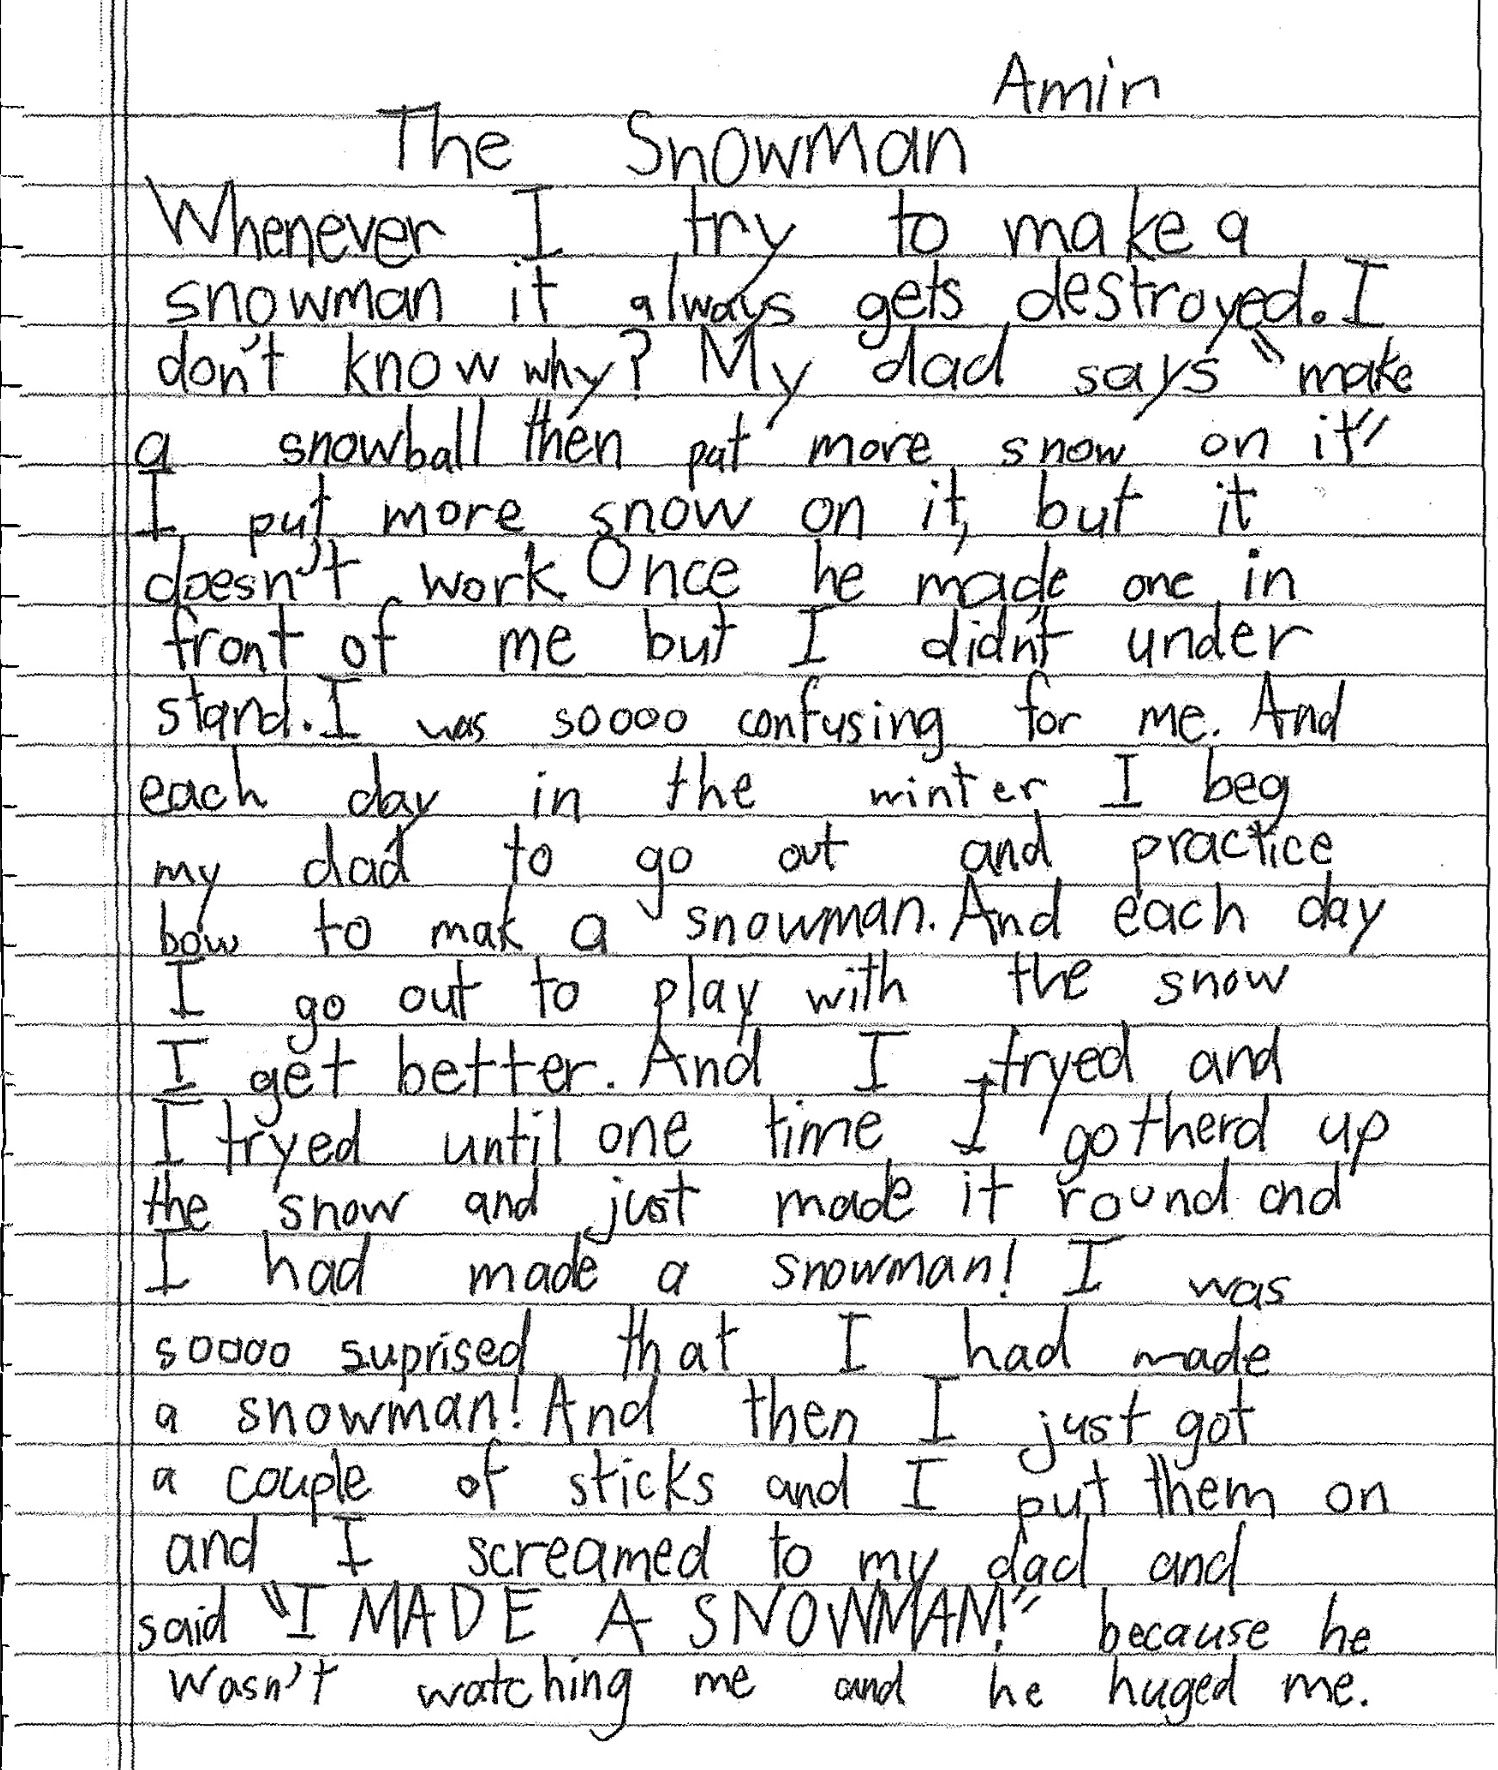 Amin
The Snowman
Whenever I try to make a
snowman it always gets destroyed. I
don't know why? My dad says "make
a snowball then put more snow on it"
I put more snow on it, but it
doesn't work. Once he made one in
front of me but I didn't under
stand. I was soooo confusing for me. And
each day in the winter I beg
my dad to go out and practice
how to mak a snowman. And each day
I go out to play with the snow
I get better. And I tryed and
I tryed until one time I gotherd up
the snow and just made it round and
I had made a snowman! I was
soooo suprised that I had made
a snowman! And then I just got
a couple of sticks and I put them on
and I screamed to my dad and
said "I MADE A SNOWMAN!" because he
wasn't watching me and he huged me.